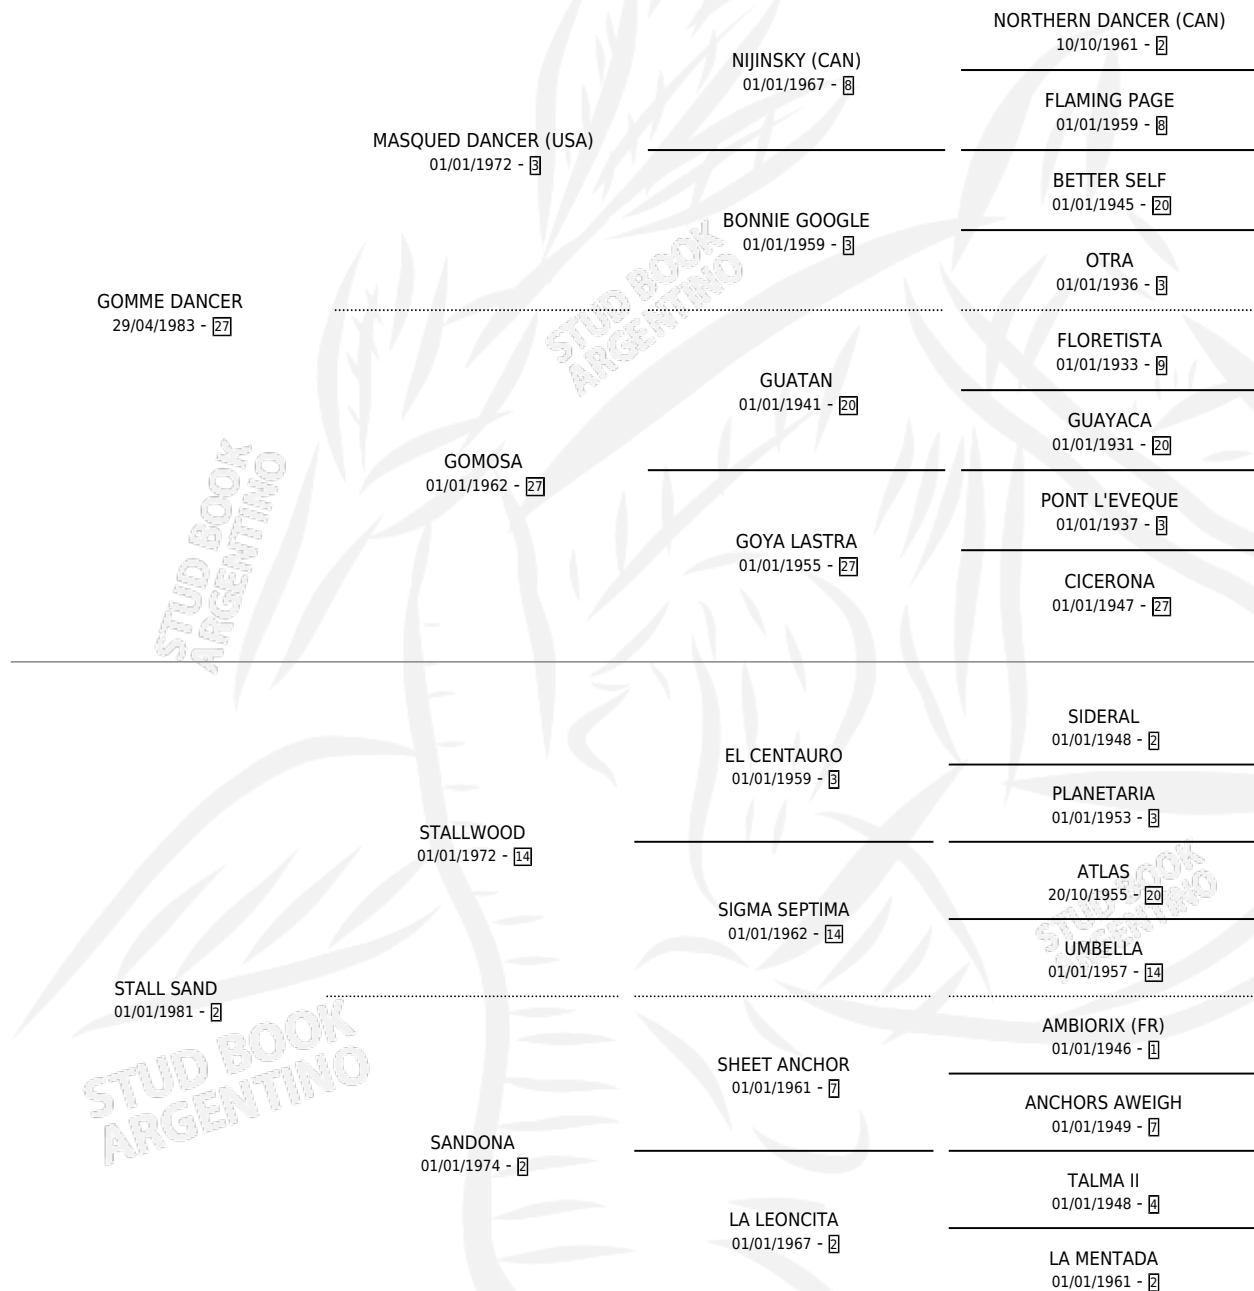 NORTHERN DANCER (CAN)
10/10/1961 - 2
NIJINSKY (CAN)
01/01/1967 - 8
FLAMING PAGE
01/01/1959 - 8
MASQUED DANCER (USA)
01/01/1972 - 3
BETTER SELF
01/01/1945 - 20
BONNIE GOOGLE
01/01/1959 - 3
OTRA
01/01/1936 - 3
GOMME DANCER
29/04/1983 - 27
FLORETISTA
01/01/1933 - 9
GUATAN
01/01/1941 - 20
GUAYACA
01/01/1931 - 20
GOMOSA
01/01/1962 - 27
PONT L'EVEQUE
01/01/1937 - 3
GOYA LASTRA
01/01/1955 - 27
CICERONA
01/01/1947 - 27
SIDERAL
01/01/1948 - 2
EL CENTAURO
01/01/1959 - 3
PLANETARIA
01/01/1953 - 3
STALLWOOD
01/01/1972 - 14
ATLAS
20/10/1955 - 20
SIGMA SEPTIMA
01/01/1962 - 14
UMBELLA
01/01/1957 - 14
STALL SAND
01/01/1981 - 2
AMBIORIX (FR)
01/01/1946 - 1
SHEET ANCHOR
01/01/1961 - 7
ANCHORS AWEIGH
01/01/1949 - 7
SANDONA
01/01/1974 - 2
TALMA II
01/01/1948 - 4
LA LEONCITA
01/01/1967 - 2
LA MENTADA
01/01/1961 - 2
STUD BOOK
ARGENTINO
STUD BOOK
ARGENTINO
STUD BOOK
ARGENTINO
STUD BOOK
ARGENTINO